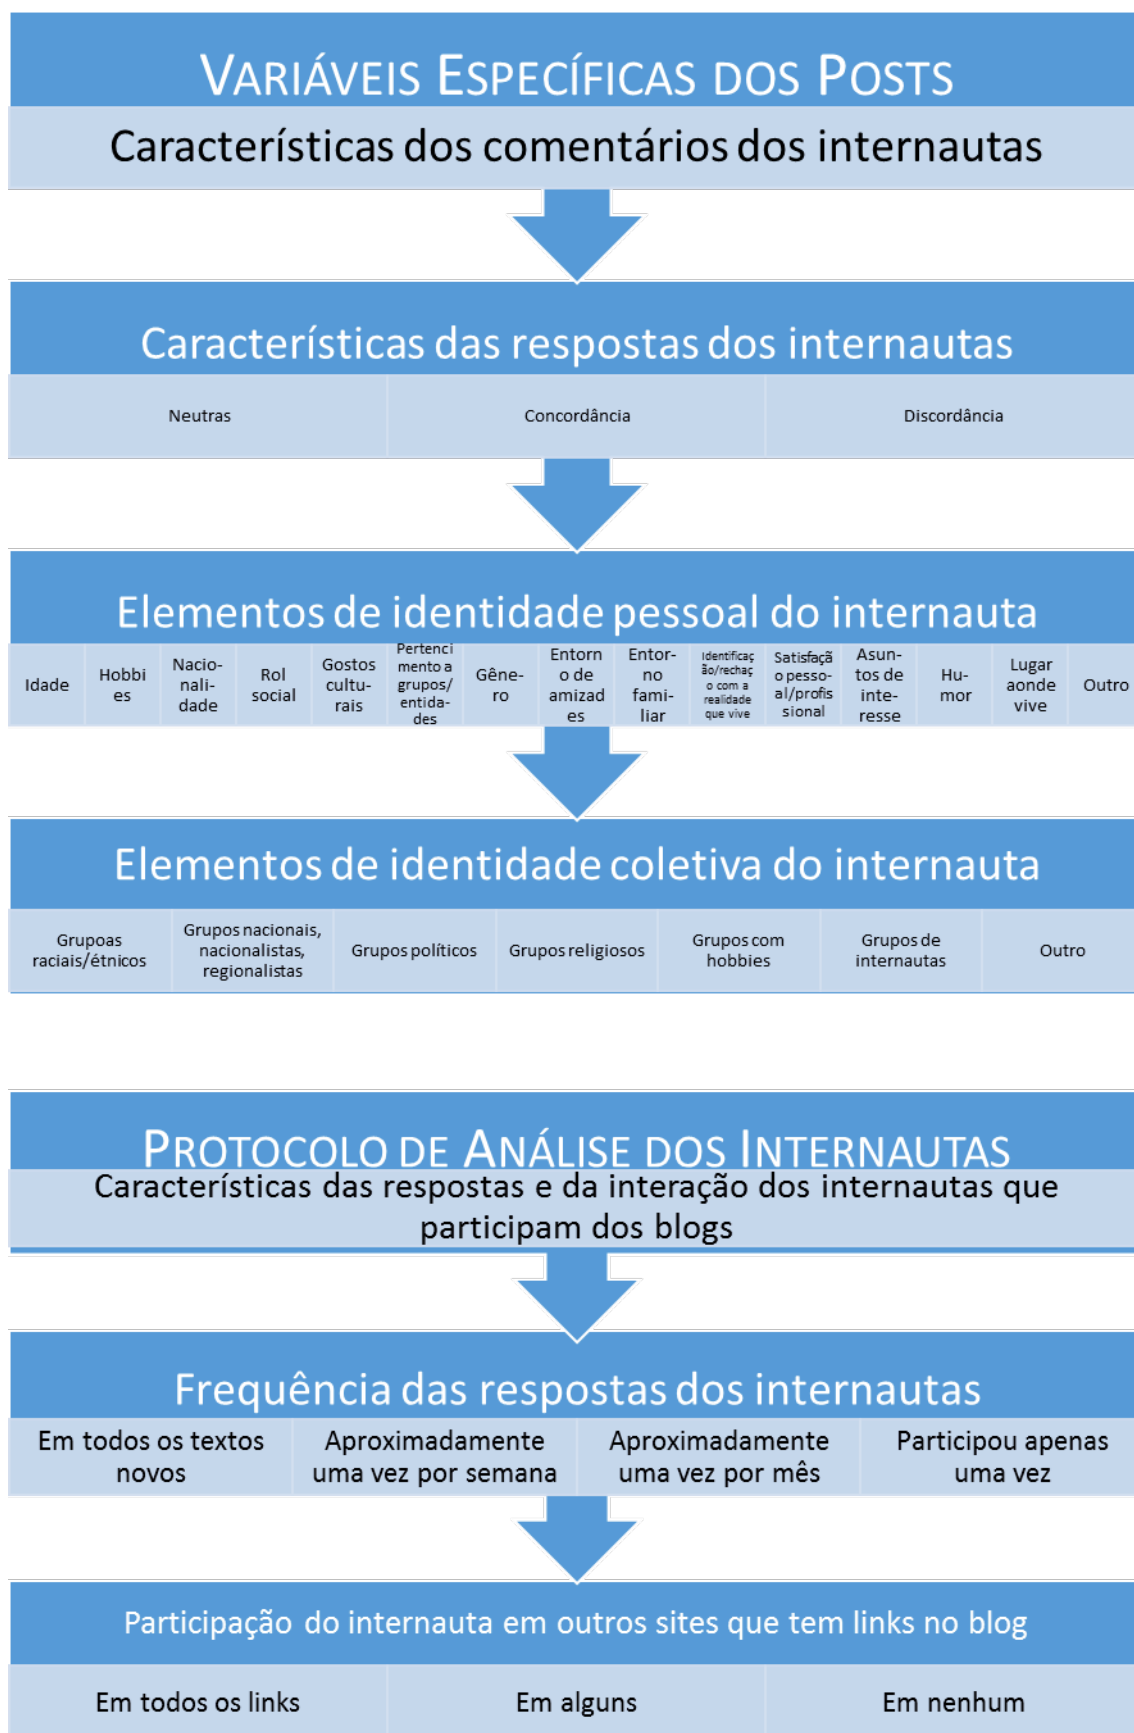 VARIÁVEIS ESPECÍFICAS DOS POSTS
Características dos comentários dos internautas
Características das respostas dos internautas
Neutras
Concordância
Discordância
Elementos de identidade pessoal do internauta
Idade
Hobbi
es
Nacio-
nali-
dade
Rol
social
Gostos
cultu-
rais
Pertenci
mento a
grupos/
entida-
des
Gêne-
ro
Entorn
o de
amizad
es
Entor-
no
fami-
liar
Identificaç
ão/rechaç
o com a
realidade
que vive
Satisfaçã
o pesso-
al/profis
sional
Asun-
tos de
inte-
resse
Hu-
mor
Lugar
aonde
vive
Outro
Elementos de identidade coletiva do internauta
Grupoas
raciais/étnicos
Grupos nacionais,
nacionalistas,
regionalistas
Grupos políticos
Grupos religiosos
Grupos com
hobbies
Grupos de
internautas
Outro
PROTOCOLO DE ANÁLISE DOS INTERNAUTAS
Características das respostas e da interação dos internautas que
participam dos blogs
Frequência das respostas dos internautas
Em todos os textos
novos
Aproximadamente
uma vez por semana
Aproximadamente
uma vez por mês
Participou apenas
uma vez
Participação do internauta em outros sites que tem links no blog
Em todos os links
Em alguns
Em nenhum